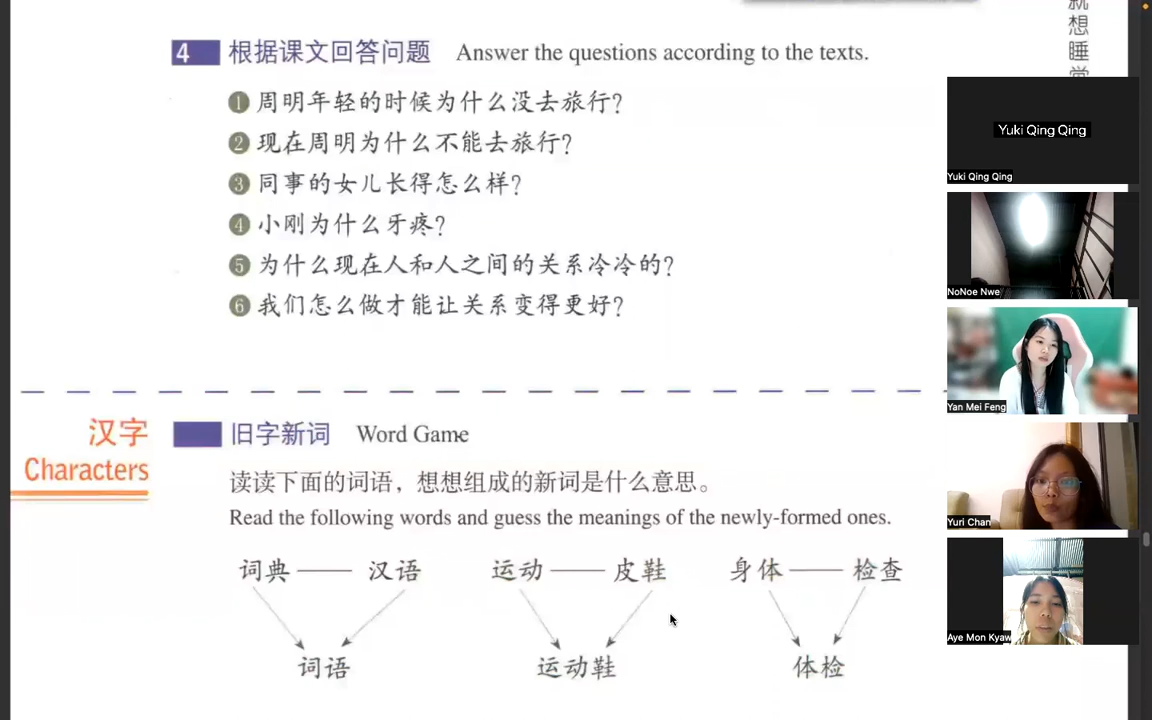 就想睡觉
4 根据课文回答问题 Answer the questions according to the texts.
1 周明年轻的时候为什么没去旅行?
2 现在周明为什么不能去旅行?
3 同事的女儿长得怎么样?
4 小刚为什么牙疼?
5 为什么现在人和人之间的关系冷冷的?
6 我们怎么做才能让关系变得更好?
汉字
Characters
旧字新词 Word Game
读读下面的词语，想想组成的新词是什么意思。
Read the following words and guess the meanings of the newly-formed ones.
词典 —— 汉语 运动 —— 皮鞋 身体 —— 检查
词语 运动鞋 体检
Yuki Qing Qing
Yuki Qing Qing
NoNoe Nwe
Yan Mei Feng
Yuri Chan
Aye Mon Kyaw